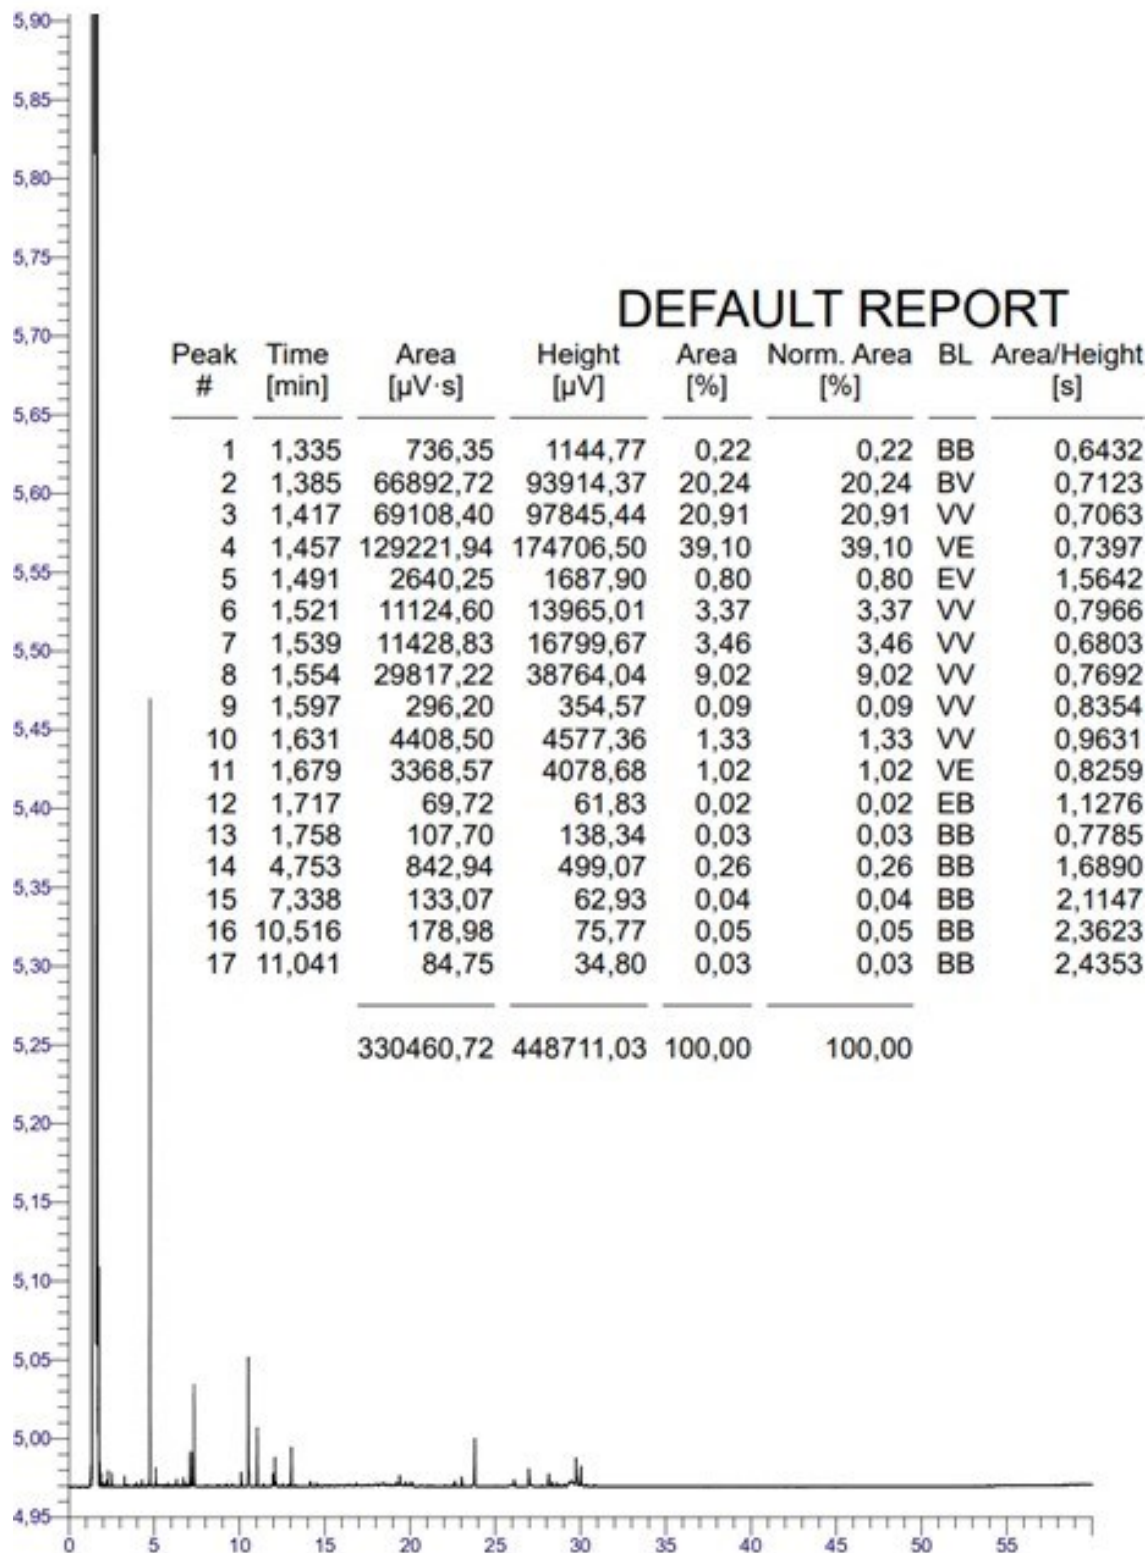 5,90
5,85
5,80
5,75
5,70
5,65
5,60
5,55
5,50
5,45
5,40
5,35
5,30
5,25
5,20
5,15
5,10
5,05
5,00
4,95
DEFAULT REPORT
Peak Time Area Height Area Norm. Area BL Area/Height
# [min] [µV·s] [µV] [%] [%] [s]
1 1,335 736,35 1144,77 0,22 0,22 BB 0,6432
2 1,385 66892,72 93914,37 20,24 20,24 BV 0,7123
3 1,417 69108,40 97845,44 20,91 20,91 VV 0,7063
4 1,457 129221,94 174706,50 39,10 39,10 VE 0,7397
5 1,491 2640,25 1687,90 0,80 0,80 EV 1,5642
6 1,521 11124,60 13965,01 3,37 3,37 VV 0,7966
7 1,539 11428,83 16799,67 3,46 3,46 VV 0,6803
8 1,554 29817,22 38764,04 9,02 9,02 VV 0,7692
9 1,597 296,20 354,57 0,09 0,09 VV 0,8354
10 1,631 4408,50 4577,36 1,33 1,33 VV 0,9631
11 1,679 3368,57 4078,68 1,02 1,02 VE 0,8259
12 1,717 69,72 61,83 0,02 0,02 EB 1,1276
13 1,758 107,70 138,34 0,03 0,03 BB 0,7785
14 4,753 842,94 499,07 0,26 0,26 BB 1,6890
15 7,338 133,07 62,93 0,04 0,04 BB 2,1147
16 10,516 178,98 75,77 0,05 0,05 BB 2,3623
17 11,041 84,75 34,80 0,03 0,03 BB 2,4353
330460,72 448711,03 100,00 100,00
0 5 10 15 20 25 30 35 40 45 50 55